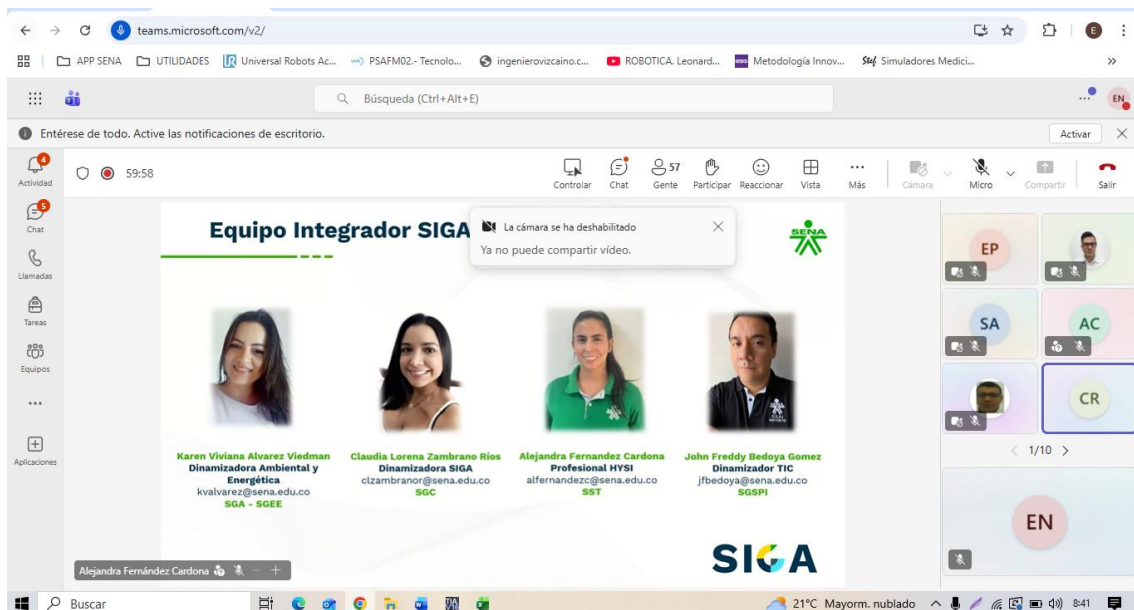 teams.microsoft.com/v2/
E
APP SENA
UTILIDADES
Universal Robots Ac...
PSAFM02.- Tecnolo...
ingenierovizcaino.c...
ROBOTICA. Leonard...
Metodología Innov...
Simuladores Medici...
»
Búsqueda (Ctrl+Alt+E)
EN
Entérese de todo. Active las notificaciones de escritorio.
Activar
4
Actividad
59:58
Controlar
Chat
57
Gente
Participar
Reaccionar
Vista
Más
Cámara
Micro
Compartir
Salir
5
Chat
Llamadas
Tareas
Equipos
Aplicaciones
Equipo Integrador SIGA
La cámara se ha deshabilitado
Ya no puede compartir vídeo.
SENA
Karen Viviana Alvarez Viedman
Dinamizadora Ambiental y
Energética
kvalvarez@sena.edu.co
SGA - SGEE
Claudia Lorena Zambrano Rios
Dinamizadora SIGA
clzambranor@sena.edu.co
SGC
Alejandra Fernandez Cardona
Profesional HYSI
alfernandezc@sena.edu.co
SST
John Freddy Bedoya Gomez
Dinamizador TIC
jfbedoya@sena.edu.co
SGSPI
SIGA
Alejandra Fernández Cardona
EP
SA
AC
CR
1/10
EN
Buscar
21°C Mayorm. nublado
8:41